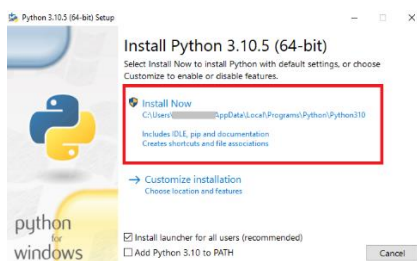 Python 3.10.5 (64-bit) Setup
Install Python 3.10.5 (64-bit)
Select Install Now to install Python with default settings, or choose
Customize to enable or disable features.
Install Now
C:\Users\ \AppData\Local\Programs\Python\Python310
Includes IDLE, pip and documentation
Creates shortcuts and file associations
→ Customize installation
Choose location and features
python
for
windows
Install launcher for all users (recommended)
Add Python 3.10 to PATH
Cancel